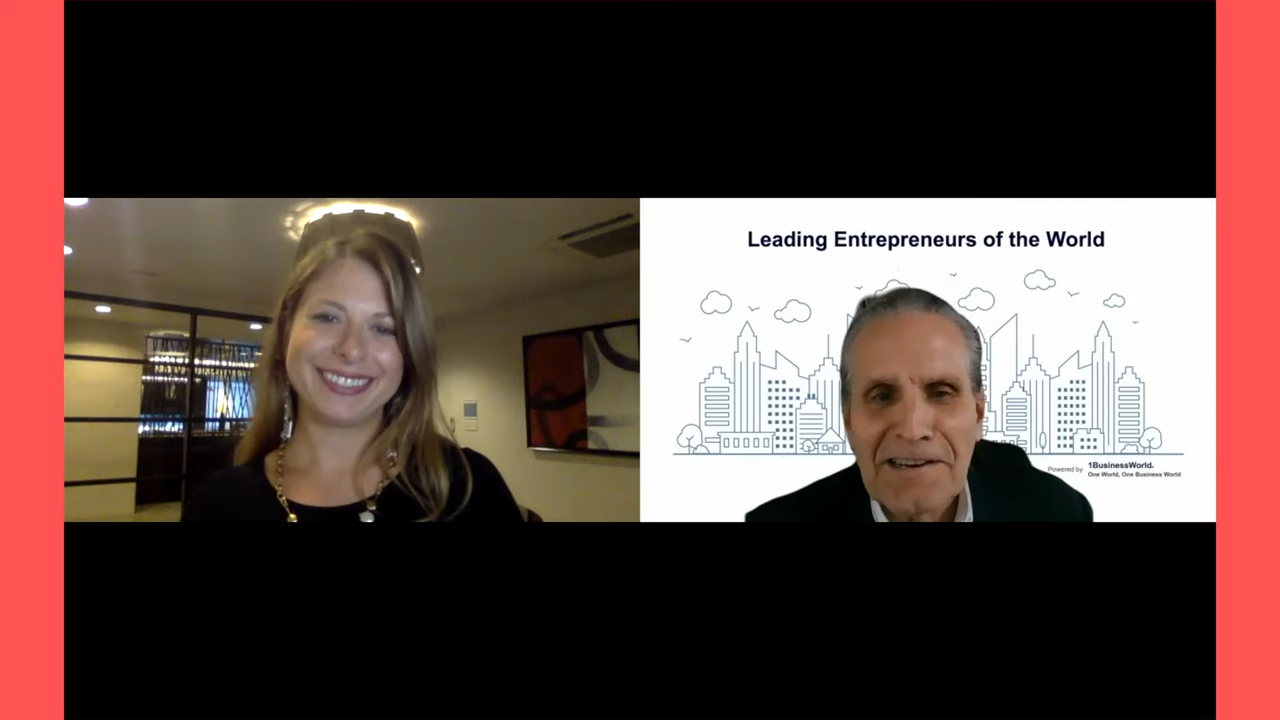 Leading Entrepreneurs of the World
Powered by
1BusinessWorld.
One World, One Business World